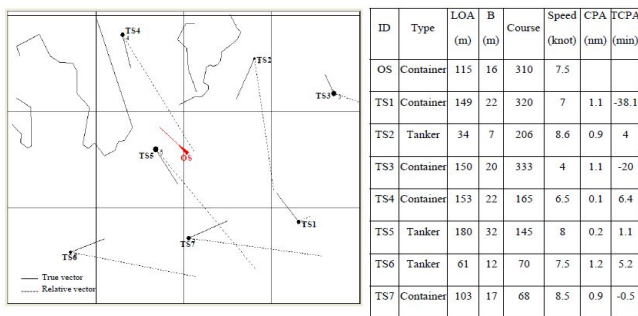 TS4
TS2
TS3
TS5
OS
TS1
TS7
TS6
True vector
Relative vector
ID Type LOA (m) B (m) Course Speed (knot) CPA (nm) TCPA (min)
OS Container 115 16 310 7.5
TS1 Container 149 22 320 7 1.1 -38.1
TS2 Tanker 34 7 206 8.6 0.9 4
TS3 Container 150 20 333 4 1.1 -20
TS4 Container 153 22 165 6.5 0.1 6.4
TS5 Tanker 180 32 145 8 0.2 1.1
TS6 Tanker 61 12 70 7.5 1.2 5.2
TS7 Container 103 17 68 8.5 0.9 -0.5